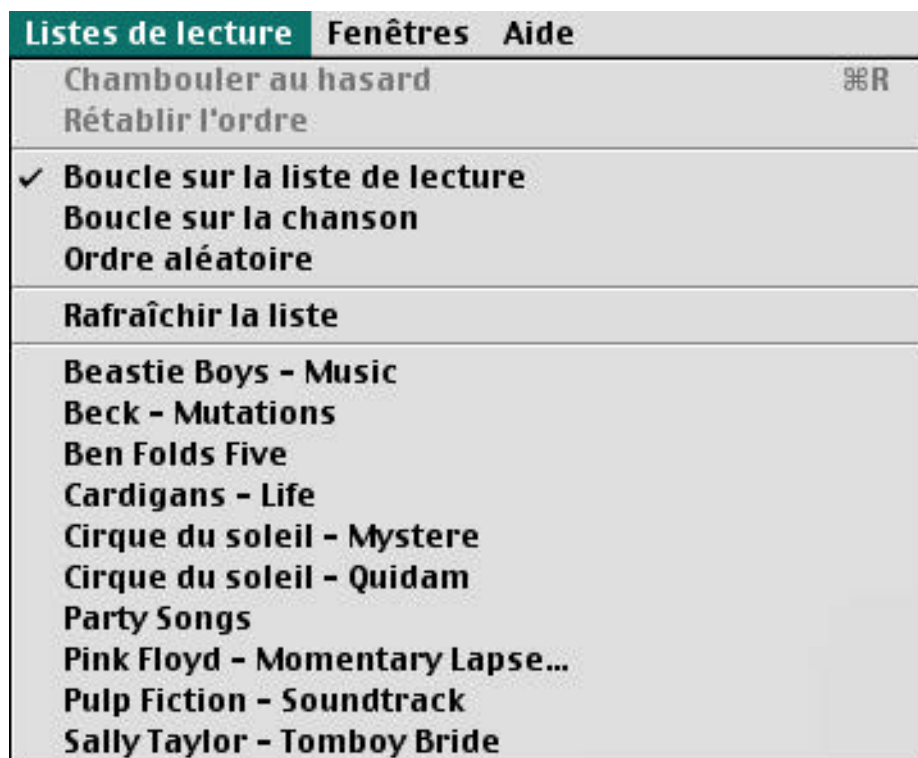 Listes de lecture Fenêtres Aide
Chambouler au hasard ⌘R
Rétablir l'ordre
✓ Boucle sur la liste de lecture
Boucle sur la chanson
Ordre aléatoire
Rafraîchir la liste
Beastie Boys - Music
Beck - Mutations
Ben Folds Five
Cardigans - Life
Cirque du soleil - Mystere
Cirque du soleil - Quidam
Party Songs
Pink Floyd - Momentary Lapse...
Pulp Fiction - Soundtrack
Sally Taylor - Tomboy Bride